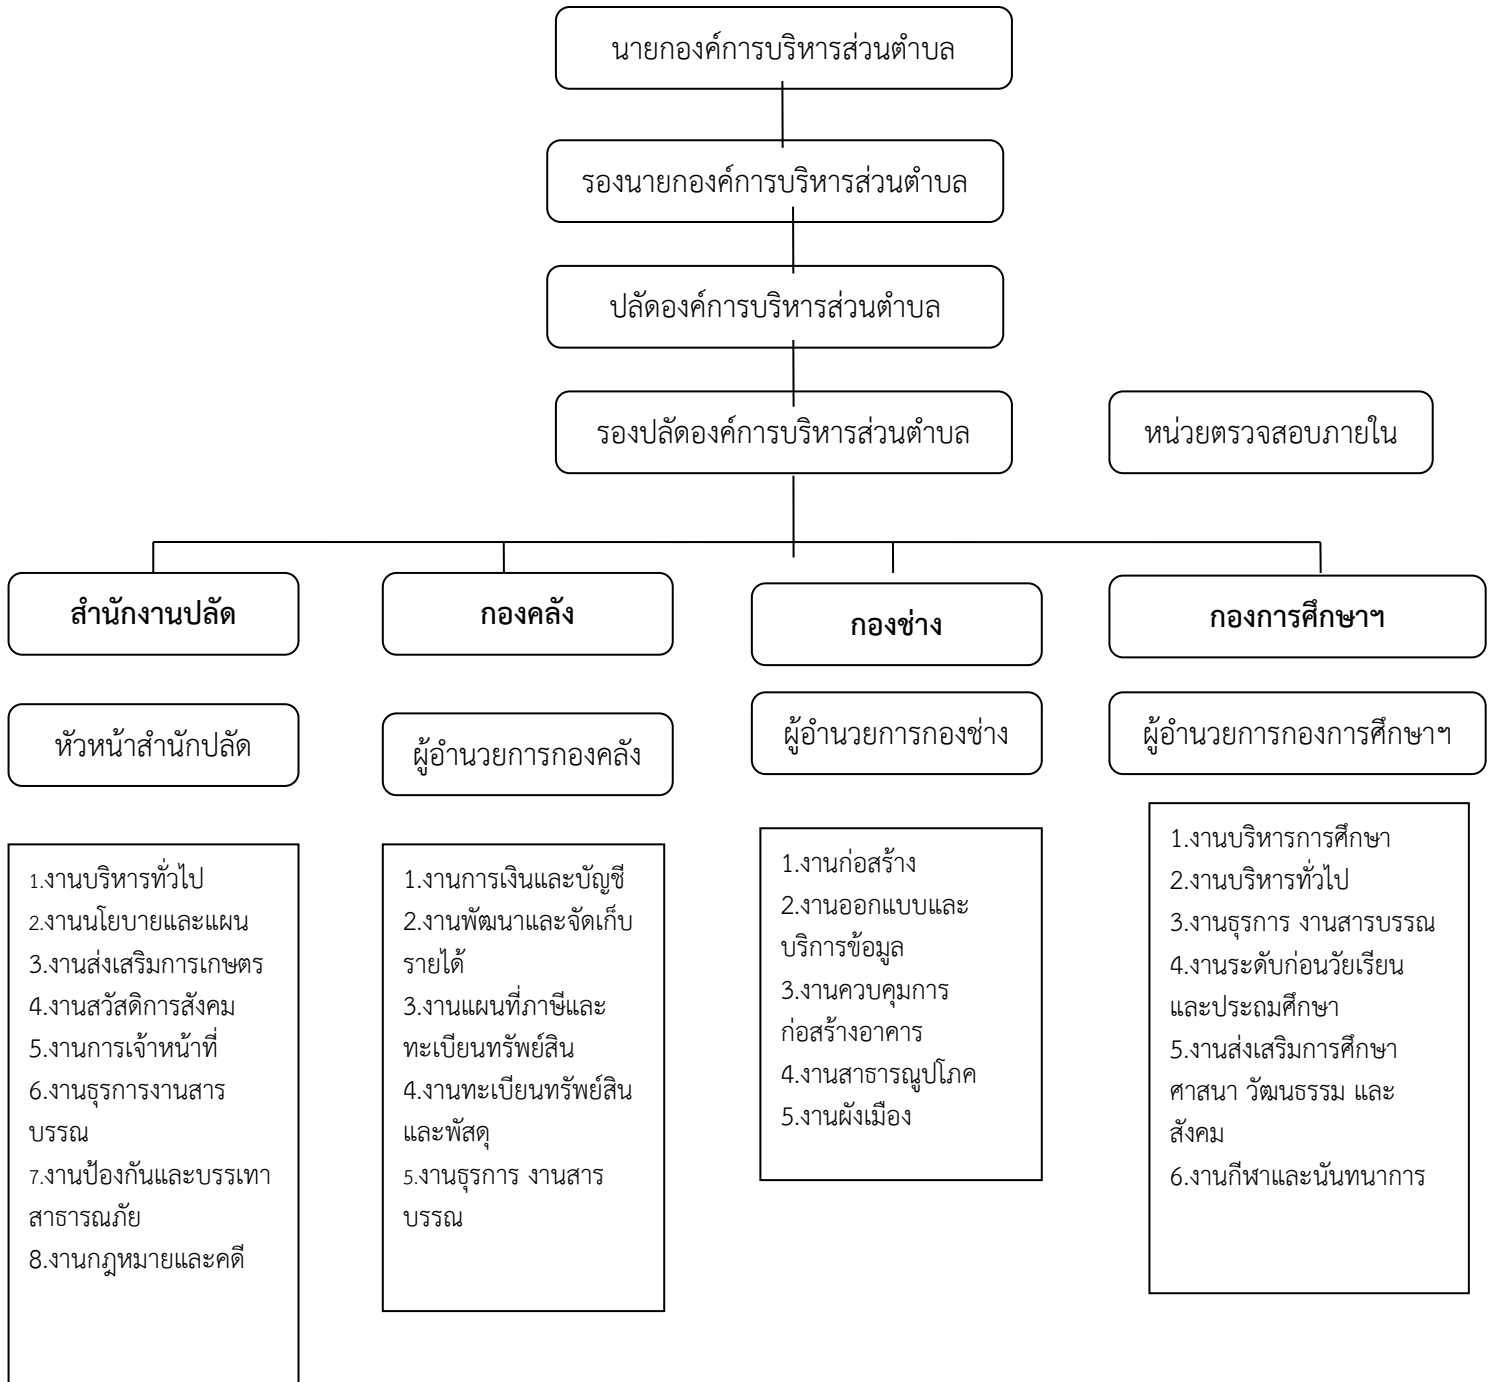 นายกองค์การบริหารส่วนตำบล
รองนายกองค์การบริหารส่วนตำบล
ปลัดองค์การบริหารส่วนตำบล
รองปลัดองค์การบริหารส่วนตำบล
หน่วยตรวจสอบภายใน
สำนักงานปลัด
กองคลัง
กองช่าง
กองการศึกษาฯ
หัวหน้าสำนักปลัด
ผู้อำนวยการกองคลัง
ผู้อำนวยการกองช่าง
ผู้อำนวยการกองการศึกษาฯ
1.งานบริหารทั่วไป
2.งานนโยบายและแผน
3.งานส่งเสริมการเกษตร
4.งานสวัสดิการสังคม
5.งานการเจ้าหน้าที่
6.งานธุรการงานสาร
บรรณ
7.งานป้องกันและบรรเทา
สาธารณภัย
8.งานกฎหมายและคดี
1.งานการเงินและบัญชี
2.งานพัฒนาและจัดเก็บ
รายได้
3.งานแผนที่ภาษีและ
ทะเบียนทรัพย์สิน
4.งานทะเบียนทรัพย์สิน
และพัสดุ
5.งานธุรการ งานสาร
บรรณ
1.งานก่อสร้าง
2.งานออกแบบและ
บริการข้อมูล
3.งานควบคุมการ
ก่อสร้างอาคาร
4.งานสาธารณูปโภค
5.งานผังเมือง
1.งานบริหารการศึกษา
2.งานบริหารทั่วไป
3.งานธุรการ งานสารบรรณ
4.งานระดับก่อนวัยเรียน
และประถมศึกษา
5.งานส่งเสริมการศึกษา
ศาสนา วัฒนธรรม และ
สังคม
6.งานกีฬาและนันทนาการ